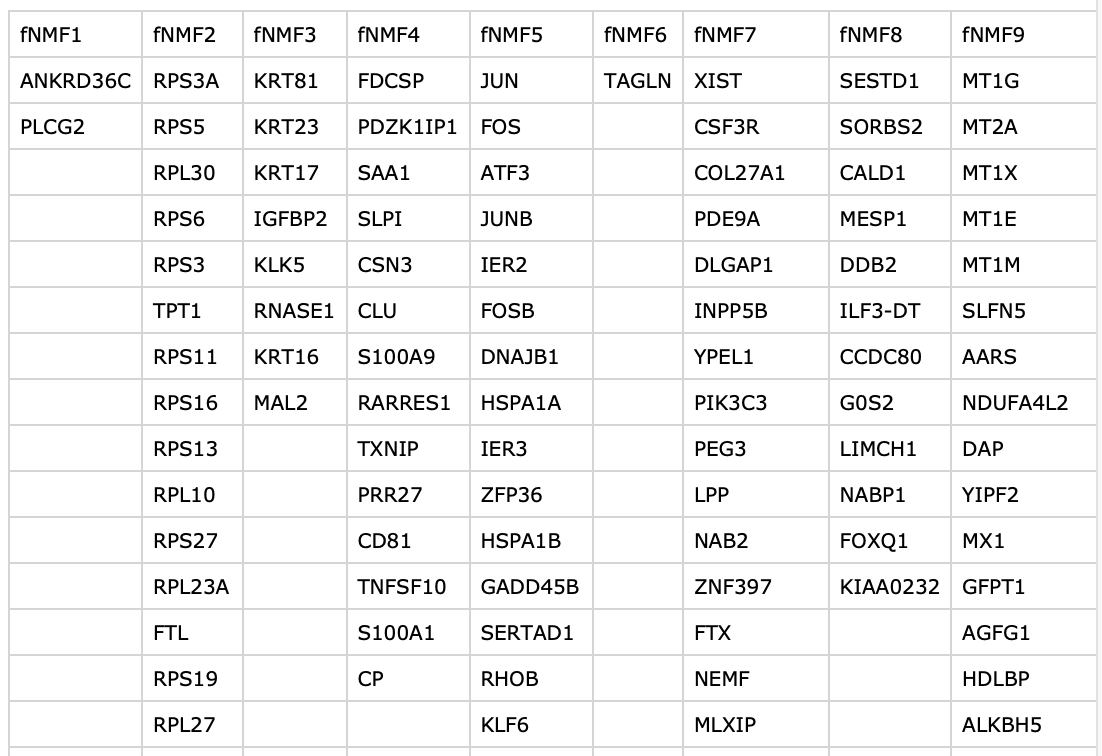 fNMF1 fNMF2 fNMF3 fNMF4 fNMF5 fNMF6 fNMF7 fNMF8 fNMF9
ANKRD36C RPS3A KRT81 FDCSP JUN TAGLN XIST SESTD1 MT1G
PLCG2 RPS5 KRT23 PDZK1IP1 FOS CSF3R SORBS2 MT2A
RPL30 KRT17 SAA1 ATF3 COL27A1 CALD1 MT1X
RPS6 IGFBP2 SLPI JUNB PDE9A MESP1 MT1E
RPS3 KLK5 CSN3 IER2 DLGAP1 DDB2 MT1M
TPT1 RNASE1 CLU FOSB INPP5B ILF3-DT SLFN5
RPS11 KRT16 S100A9 DNAJB1 YPEL1 CCDC80 AARS
RPS16 MAL2 RARRES1 HSPA1A PIK3C3 G0S2 NDUFA4L2
RPS13 TXNIP IER3 PEG3 LIMCH1 DAP
RPL10 PRR27 ZFP36 LPP NABP1 YIPF2
RPS27 CD81 HSPA1B NAB2 FOXQ1 MX1
RPL23A TNFSF10 GADD45B ZNF397 KIAA0232 GFPT1
FTL S100A1 SERTAD1 FTX AGFG1
RPS19 CP RHOB NEMF HDLBP
RPL27 KLF6 MLXIP ALKBH5